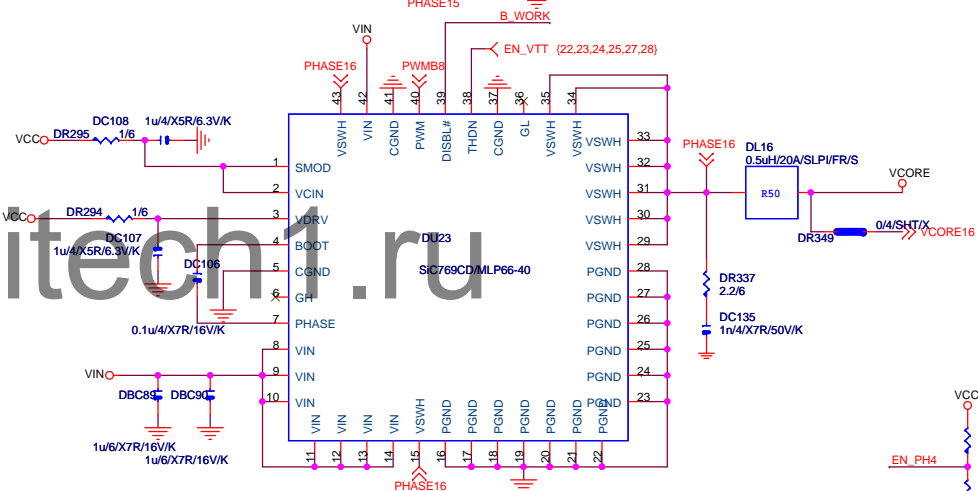 PHASE15
B_WORK
VIN
EN_VTT {22,23,24,25,27,28}
PHASE16
PWMB8
43
42
41
40
39
38
37
36
35
34
VSWH
VIN
CGND
PWM
DISBL#
THDN
CGND
GL
VSWH
VSWH
DC108
1u/4/X5R/6.3V/K
VCC
DR295
1/6
1
SMOD
2
VCIN
VCC
DR294
1/6
3
VDRV
DC107
1u/4/X5R/6.3V/K
4
BOOT
DC106
5
CGND
6
GH
0.1u/4/X7R/16V/K
7
PHASE
8
VIN
VIN
9
VIN
10
VIN
DBC89
DBC90
1u/6/X7R/16V/K
1u/6/X7R/16V/K
itech1.ru
DU23
SiC769CD/MLP66-40
VSWH
33
VSWH
32
VSWH
31
VSWH
30
VSWH
29
PGND
28
PGND
27
PGND
26
PGND
25
PGND
24
PGND
23
PHASE16
DL16
0.5uH/20A/SLPI/FR/S
R50
VCORE
0/4/SHT/X
DR349
VCORE16
DR337
2.2/6
DC135
1n/4/X7R/50V/K
VIN
VIN
VIN
VIN
VSWH
PGND
PGND
PGND
PGND
PGND
PGND
PGND
11
12
13
14
15
16
17
18
19
20
21
22
PHASE16
VCC
EN_PH4